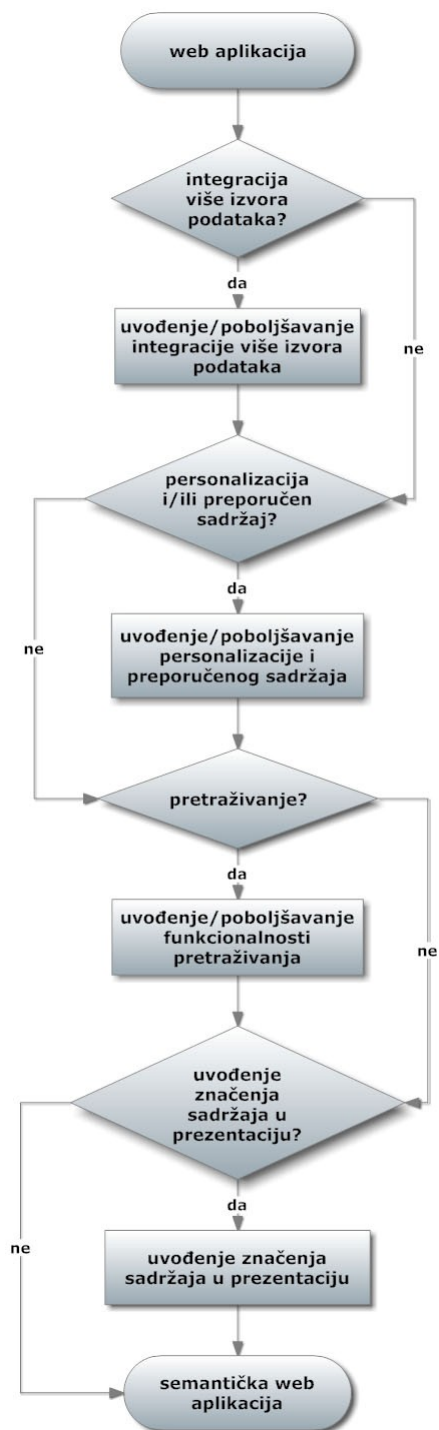 web aplikacija
integracija
više izvora
podataka?
da
ne
uvođenje/poboljšavanje
integracije više izvora
podataka
personalizacija
i/ili preporučen
sadržaj?
da
ne
uvođenje/poboljšavanje
personalizacije i
preporučenog sadržaja
pretraživanje?
da
ne
uvođenje/poboljšavanje
funkcionalnosti
pretraživanja
uvođenje
značenja
sadržaja u
prezentaciju?
da
ne
uvođenje značenja
sadržaja u prezentaciju
semantička web
aplikacija